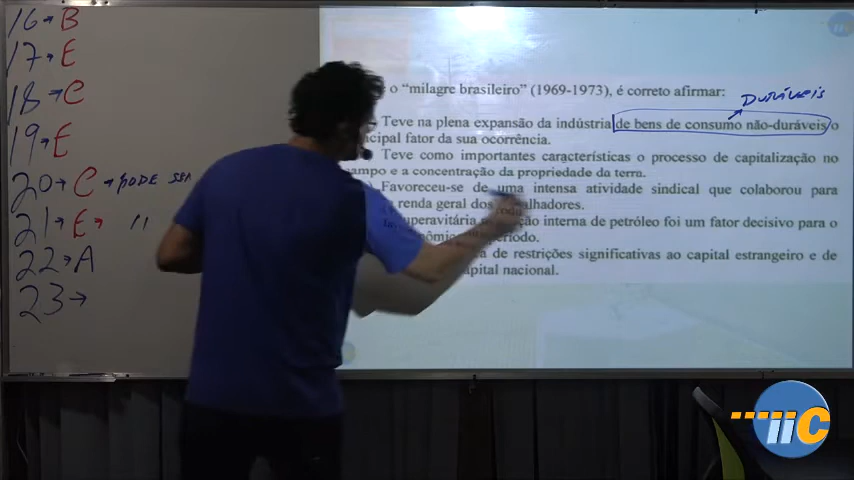 16→B
17→E
18→C
19→E
20→C→PODE SER
21→E→ 11
22→A
23→
o "milagre brasileiro" (1969-1973), é correto afirmar:
DURÁVEIS
Teve na plena expansão da indústria de bens de consumo não-duráveis o
cipal fator da sua ocorrência.
Teve como importantes características o processo de capitalização no
ampo e a concentração da propriedade da terra.
Favoreceu-se de uma intensa atividade sindical que colaborou para
a renda geral dos trabalhadores.
superavitária interna de petróleo foi um fator decisivo para o
período.
de restrições significativas ao capital estrangeiro e de
capital nacional.
iiC